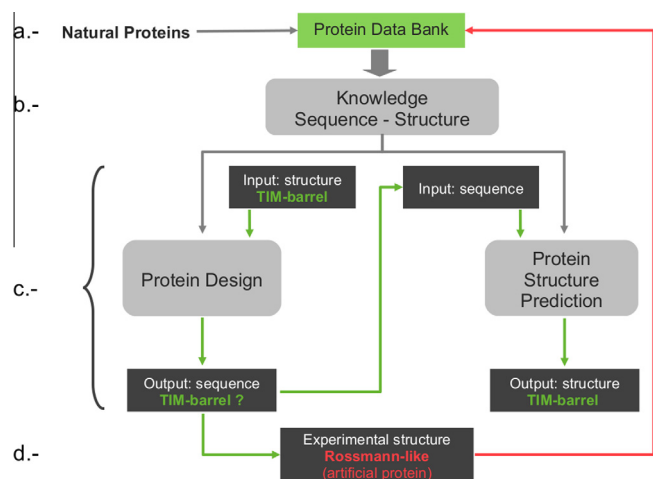 a.-
Natural Proteins
Protein Data Bank
b.-
Knowledge
Sequence - Structure
Input: structure
TIM-barrel
Input: sequence
c.-
Protein Design
Protein
Structure
Prediction
Output: sequence
TIM-barrel ?
Output: structure
TIM-barrel
d.-
Experimental structure
Rossmann-like
(artificial protein)